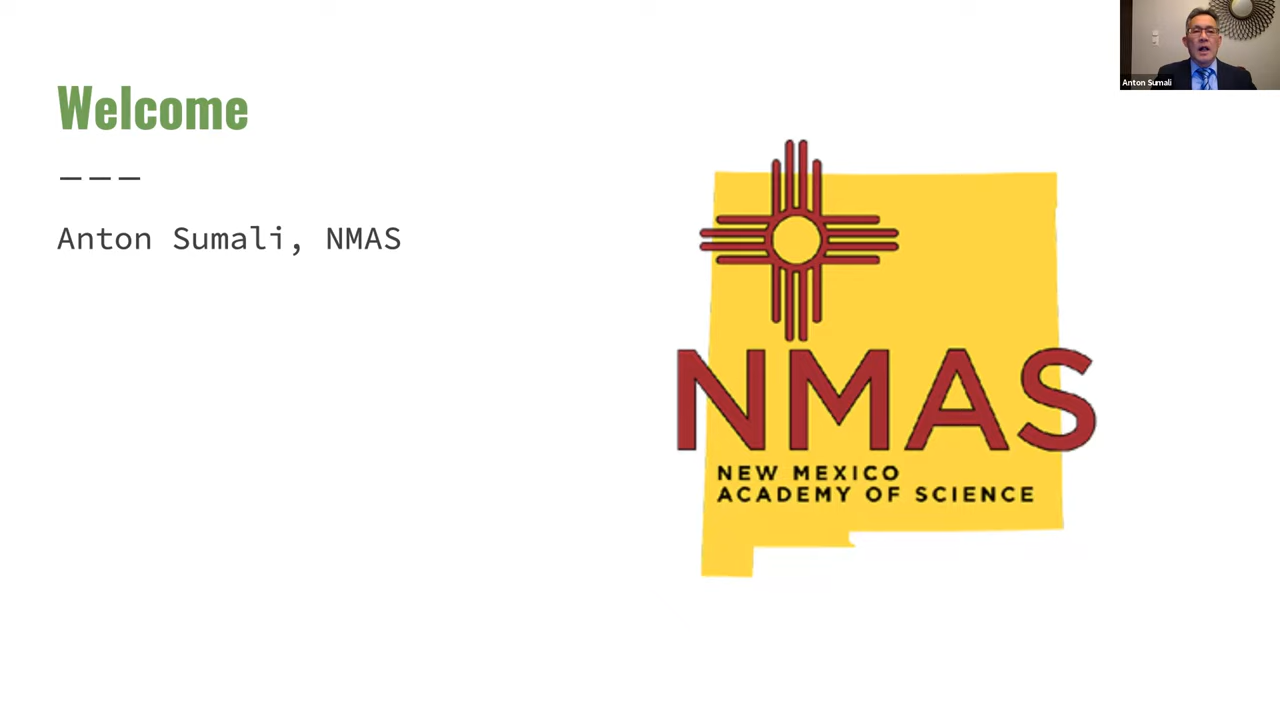 Welcome
Anton Sumali, NMAS
NMAS
NEW MEXICO
ACADEMY OF SCIENCE
Anton Sumali